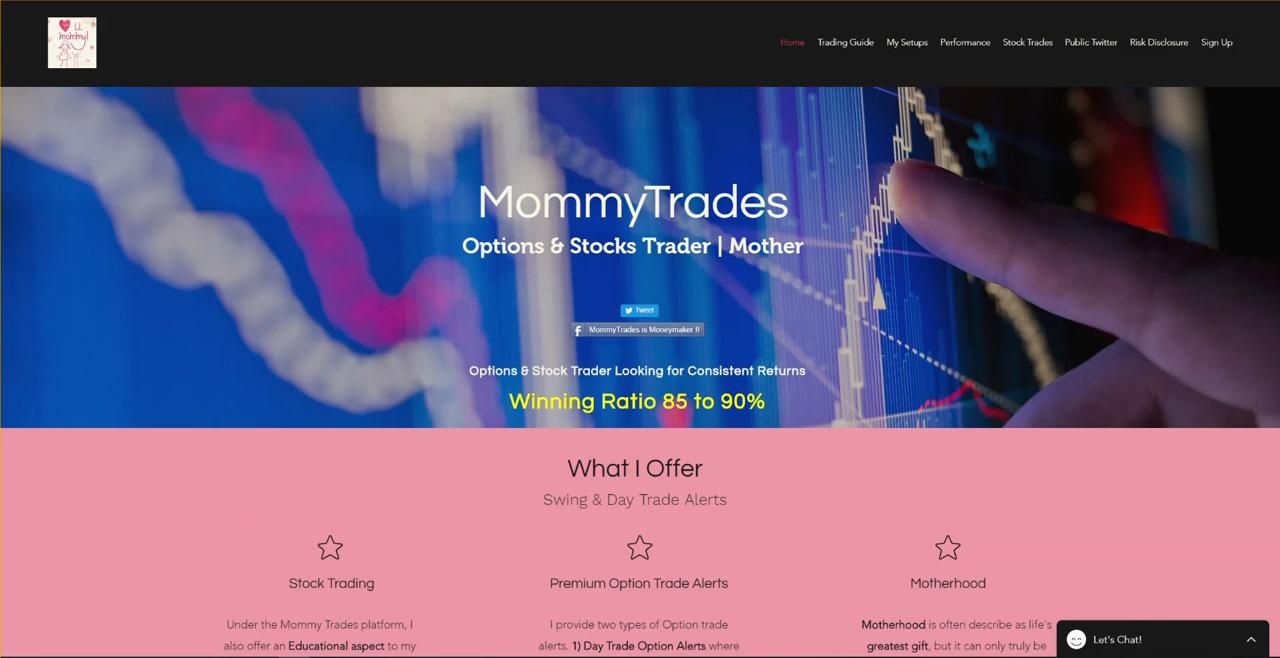 U
mommy!
Home Trading Guide My Setups Performance Stock Trades Public Twitter Risk Disclosure Sign Up
MommyTrades
Options & Stocks Trader | Mother
Tweet
MommyTrades is Moneymaker !!
Options & Stock Trader Looking for Consistent Returns
Winning Ratio 85 to 90%
What I Offer
Swing & Day Trade Alerts
Stock Trading
Under the Mommy Trades platform, I
also offer an Educational aspect to my
Premium Option Trade Alerts
I provide two types of Option trade
alerts. 1) Day Trade Option Alerts where
Motherhood
Motherhood is often describe as life's
greatest gift, but it can only truly be
Let's Chat!